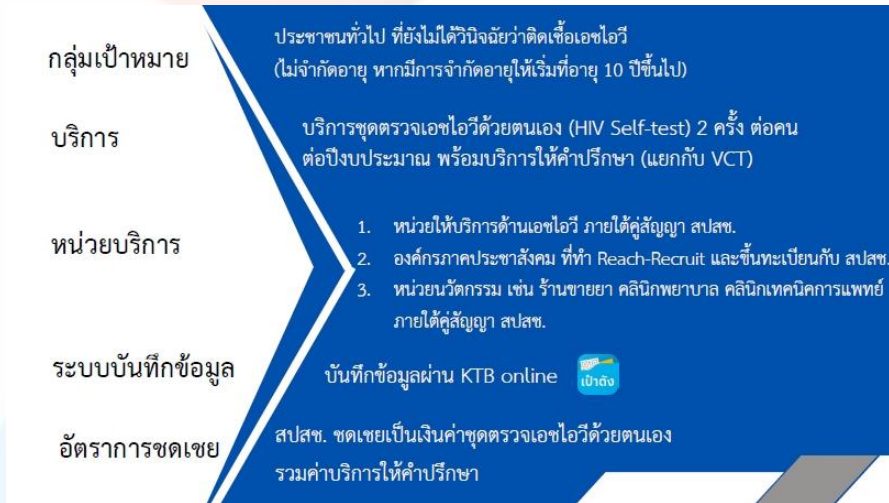 กลุ่มเป้าหมาย
ประชาชนทั่วไป ที่ยังไม่ได้วินิจฉัยว่าติดเชื้อเอชไอวี
(ไม่จำกัดอายุ หากมีการจำกัดอายุให้เริ่มที่อายุ 10 ปีขึ้นไป)
บริการ
บริการชุดตรวจเอชไอวีด้วยตนเอง (HIV Self-test) 2 ครั้ง ต่อคน
ต่อปีงบประมาณ พร้อมบริการให้คำปรึกษา (แยกกับ VCT)
หน่วยบริการ
1. หน่วยให้บริการด้านเอชไอวี ภายใต้คู่สัญญา สปสช.
2. องค์กรภาคประชาสังคม ที่ทำ Reach-Recruit และขึ้นทะเบียนกับ สปสช.
3. หน่วยนวัตกรรม เช่น ร้านขายยา คลินิกพยาบาล คลินิกเทคนิคการแพทย์
ภายใต้คู่สัญญา สปสช.
ระบบบันทึกข้อมูล
บันทึกข้อมูลผ่าน KTB online
เป๋าตัง
อัตราการชดเชย
สปสช. ชดเชยเป็นเงินค่าชุดตรวจเอชไอวีด้วยตนเอง
รวมค่าบริการให้คำปรึกษา